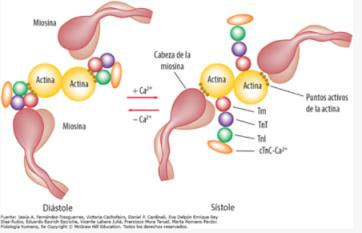 Miosina
Actina
Actina
Miosina
Diástole
+ Ca²⁺
− Ca²⁺
Cabeza de la
miosina
Actina
Actina
Puntos activos
de la actina
Tm
TnT
TnI
cTnC-Ca²⁺
Sístole
Fuente: Jesús A. Fernández-Tresguerres, Victoria Cachofeiro, Daniel P. Cardinali, Eva Delpón Enrique Rey
Díaz-Rubio, Eduardo Escrich Escriche, Vicente Lahera Juliá, Francisco Mora Teruel, Marta Romano Pardo:
Fisiología humana, 5e Copyright © McGraw Hill Education. Todos los derechos reservados.